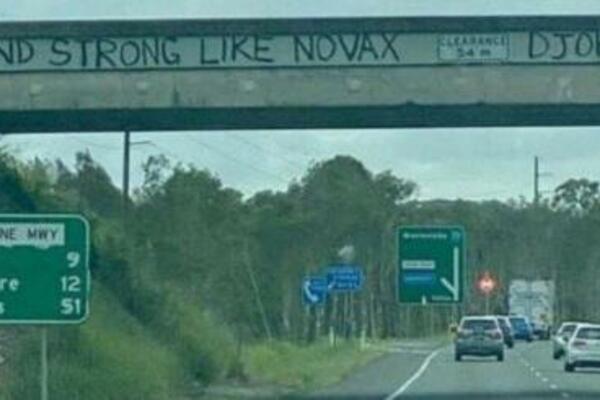 ND STRONG LIKE NOVAX
CLEARANCE
5.4 m
DJO
NE MWY
9
re 12
s 51